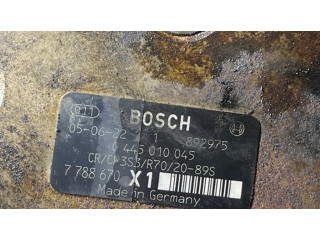 BOSCH
05-06-22 1 892975
0 445 010 045
CR/CP3S3/R70/20-89S
7 788 670 X1
Made in Germany